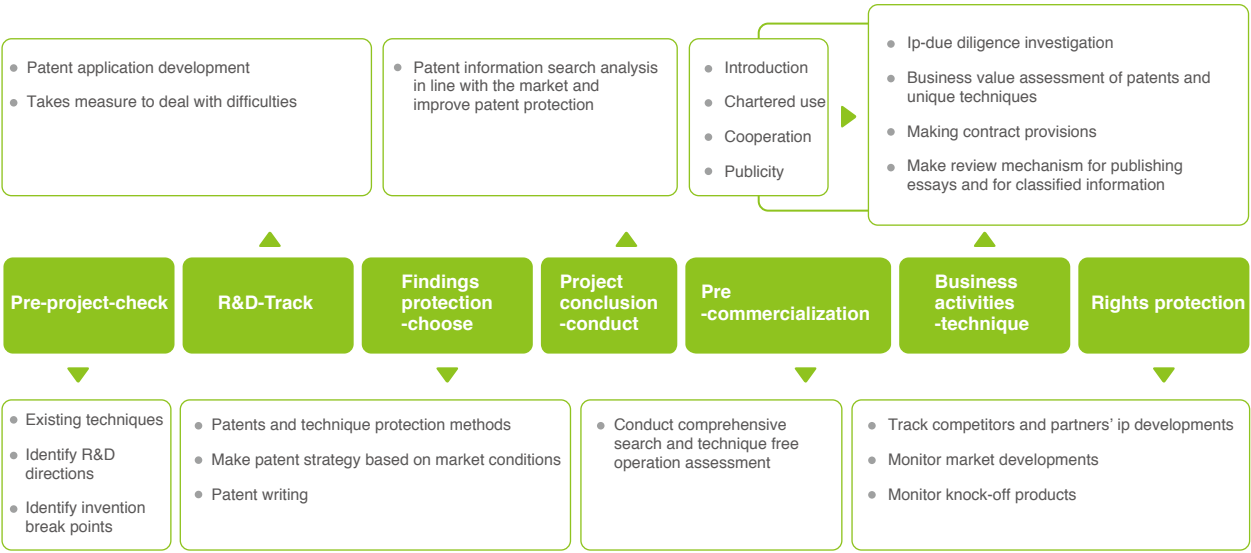 Patent application development
Takes measure to deal with difficulties
Patent information search analysis
in line with the market and
improve patent protection
Introduction
Chartered use
Cooperation
Publicity
Ip-due diligence investigation
Business value assessment of patents and
unique techniques
Making contract provisions
Make review mechanism for publishing
essays and for classified information
Pre-project-check
R&D-Track
Findings
protection
-choose
Project
conclusion
-conduct
Pre
-commercialization
Business
activities
-technique
Rights protection
Existing techniques
Identify R&D
directions
Identify invention
break points
Patents and technique protection methods
Make patent strategy based on market conditions
Patent writing
Conduct comprehensive
search and technique free
operation assessment
Track competitors and partners’ ip developments
Monitor market developments
Monitor knock-off products